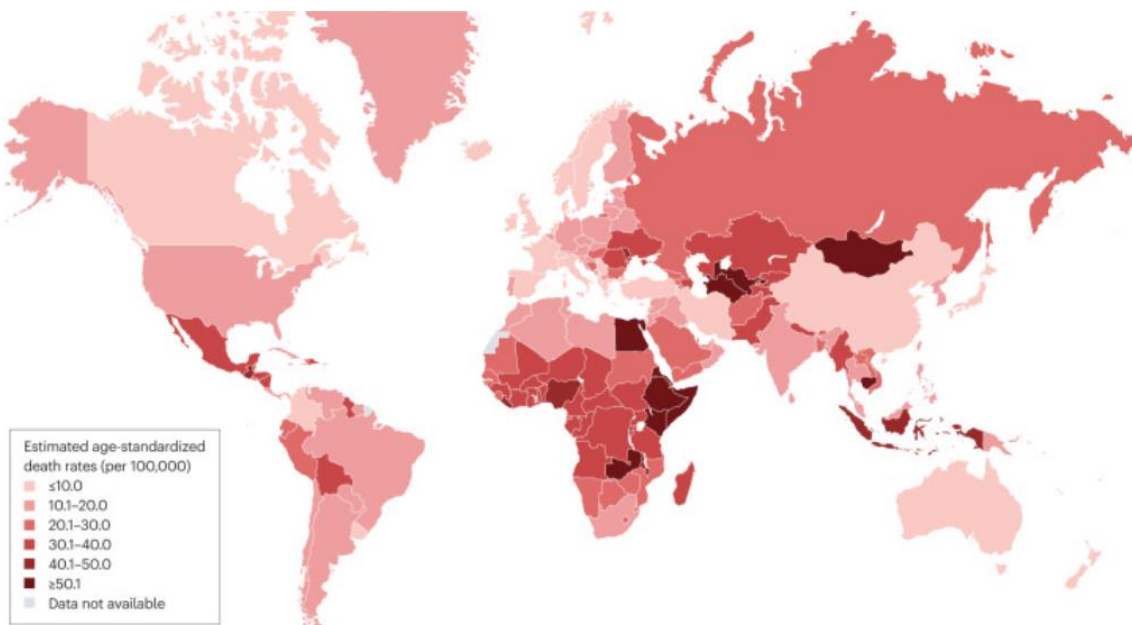 Estimated age-standardized
death rates (per 100,000)
≤10.0
10.1–20.0
20.1–30.0
30.1–40.0
40.1–50.0
≥50.1
Data not available